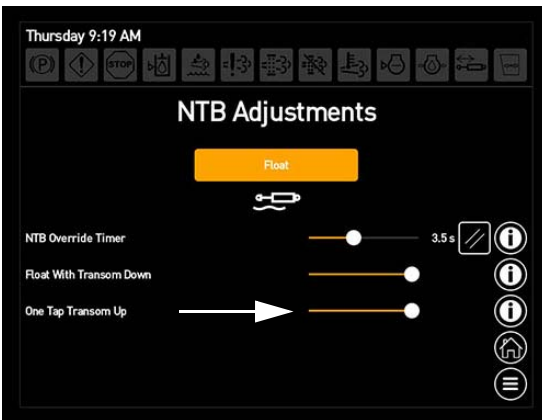 Thursday 9:19 AM
(P)
STOP
NTB Adjustments
Float
NTB Override Timer
3.5 s
Float With Transom Down
One Tap Transom Up